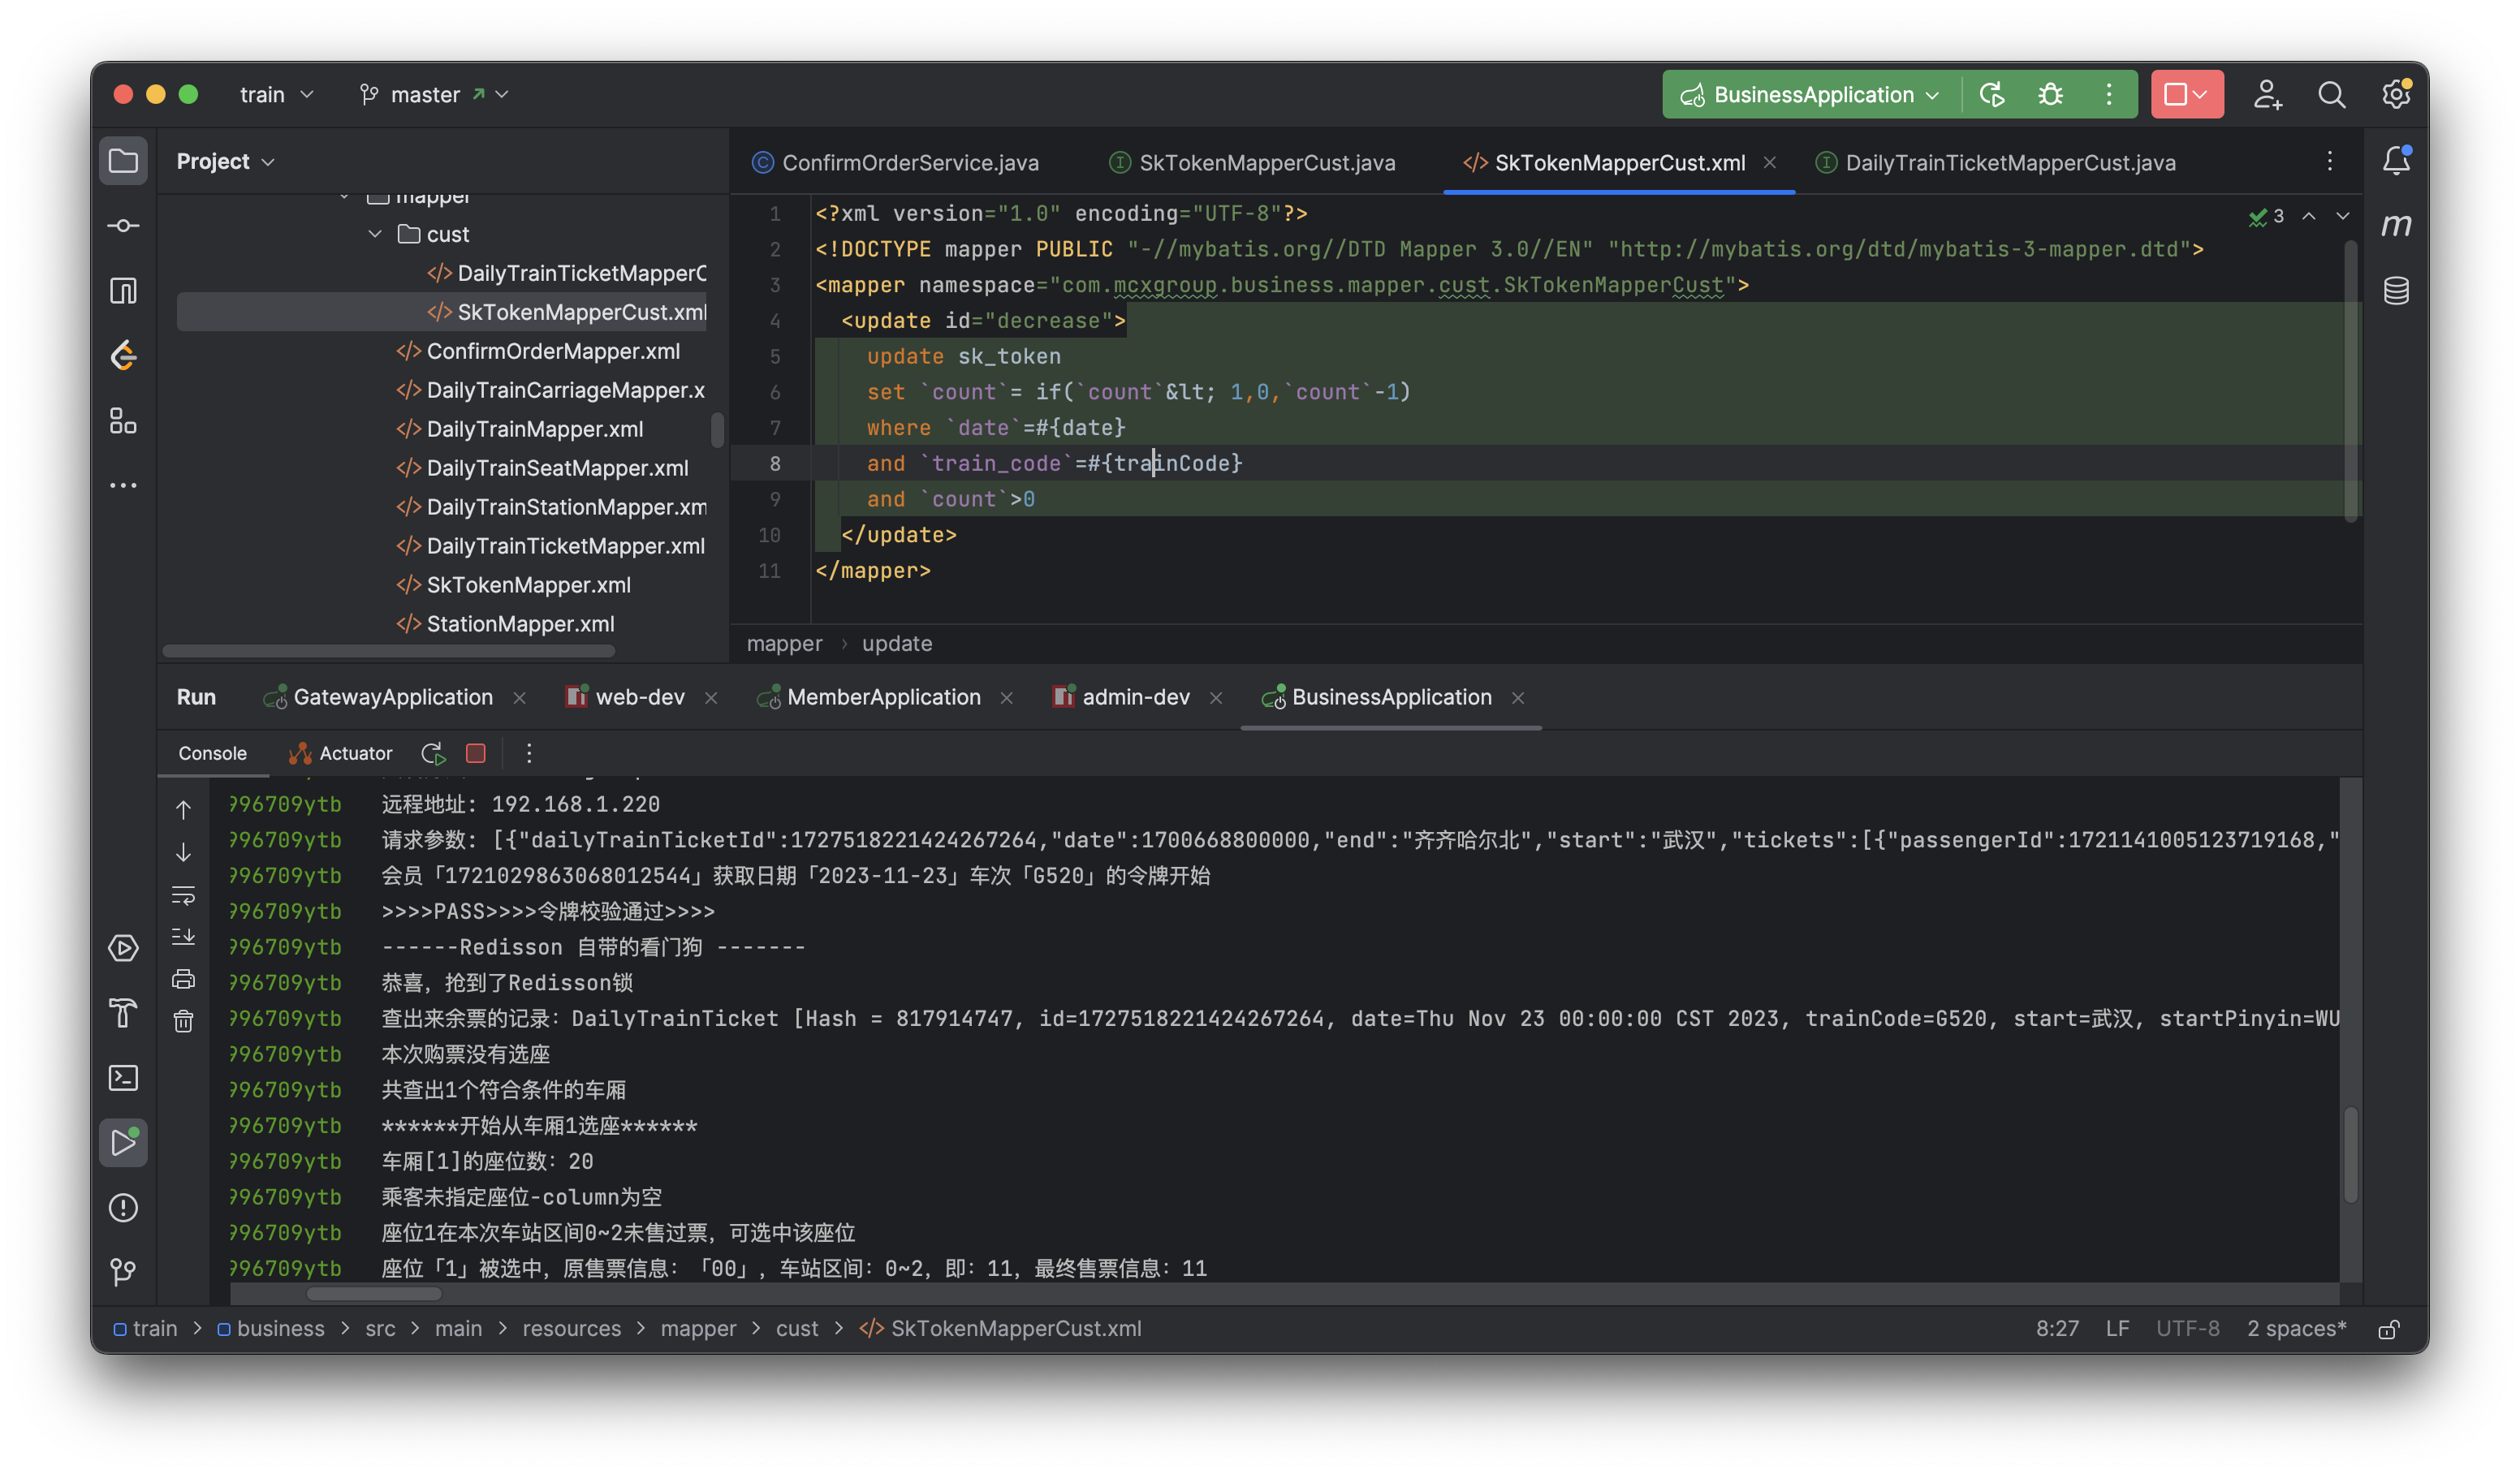 train
master
BusinessApplication
Project
ConfirmOrderService.java
SkTokenMapperCust.java
SkTokenMapperCust.xml
DailyTrainTicketMapperCust.java
mapper
cust
DailyTrainTicketMapperC
SkTokenMapperCust.xml
ConfirmOrderMapper.xml
DailyTrainCarriageMapper.x
DailyTrainMapper.xml
DailyTrainSeatMapper.xml
DailyTrainStationMapper.xm
DailyTrainTicketMapper.xml
SkTokenMapper.xml
StationMapper.xml
3
1 <?xml version="1.0" encoding="UTF-8"?>
2 <!DOCTYPE mapper PUBLIC "-//mybatis.org//DTD Mapper 3.0//EN" "http://mybatis.org/dtd/mybatis-3-mapper.dtd">
3 <mapper namespace="com.mcxgroup.business.mapper.cust.SkTokenMapperCust">
4 <update id="decrease">
5 update sk_token
6 set `count`= if(`count`&lt; 1,0,`count`-1)
7 where `date`=#{date}
8 and `train_code`=#{trainCode}
9 and `count`>0
10 </update>
11 </mapper>
mapper › update
Run
GatewayApplication
web-dev
MemberApplication
admin-dev
BusinessApplication
Console
Actuator
996709ytb 远程地址: 192.168.1.220
996709ytb 请求参数: [{"dailyTrainTicketId":1727518221424267264,"date":1700668800000,"end":"齐齐哈尔北","start":"武汉","tickets":[{"passengerId":1721141005123719168,"
996709ytb 会员「1721029863068012544」获取日期「2023-11-23」车次「G520」的令牌开始
996709ytb >>>>PASS>>>>令牌校验通过>>>>
996709ytb ------Redisson 自带的看门狗 -------
996709ytb 恭喜，抢到了Redisson锁
996709ytb 查出来余票的记录：DailyTrainTicket [Hash = 817914747, id=1727518221424267264, date=Thu Nov 23 00:00:00 CST 2023, trainCode=G520, start=武汉, startPinyin=WU
996709ytb 本次购票没有选座
996709ytb 共查出1个符合条件的车厢
996709ytb ******开始从车厢1选座******
996709ytb 车厢[1]的座位数：20
996709ytb 乘客未指定座位-column为空
996709ytb 座位1在本次车站区间0~2未售过票，可选中该座位
996709ytb 座位「1」被选中，原售票信息：「00」，车站区间：0~2，即：11，最终售票信息：11
train > business > src > main > resources > mapper > cust > SkTokenMapperCust.xml
8:27 LF UTF-8 2 spaces*